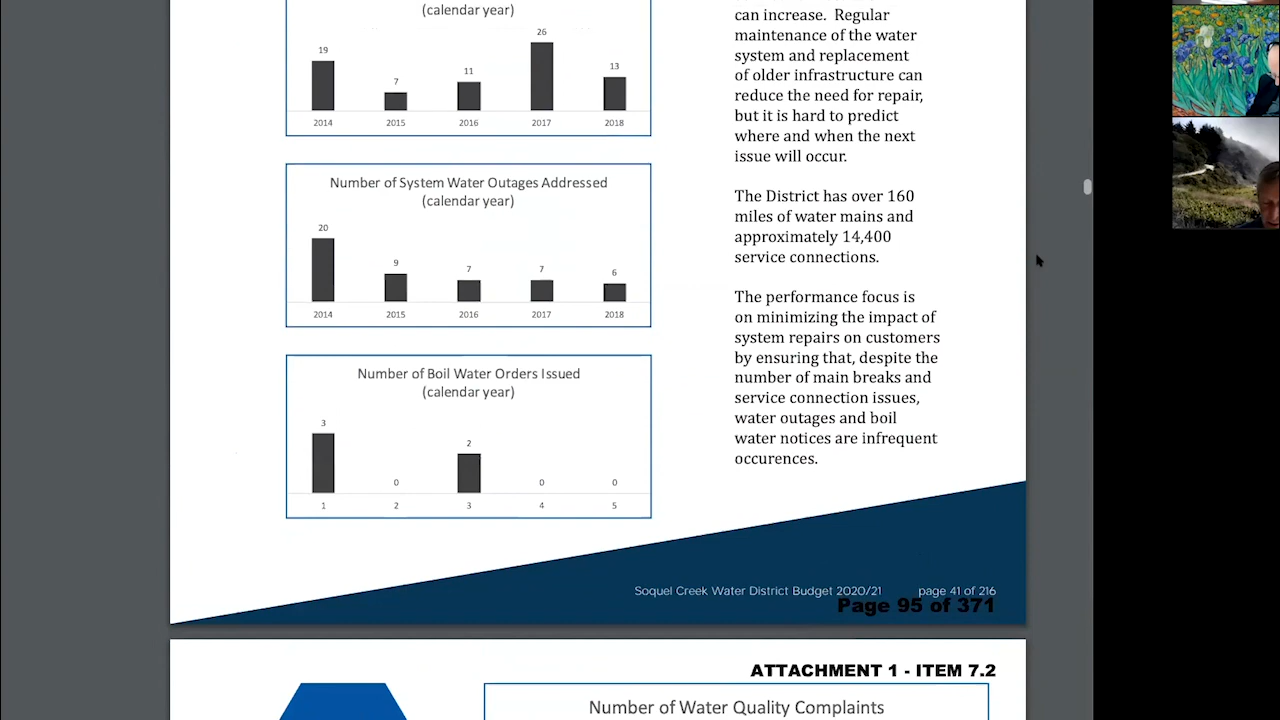 (calendar year)
19
7
11
26
13
2014
2015
2016
2017
2018
Number of System Water Outages Addressed
(calendar year)
20
9
7
7
6
2014
2015
2016
2017
2018
Number of Boil Water Orders Issued
(calendar year)
3
0
2
0
0
1
2
3
4
5
can increase. Regular
maintenance of the water
system and replacement
of older infrastructure can
reduce the need for repair,
but it is hard to predict
where and when the next
issue will occur.
The District has over 160
miles of water mains and
approximately 14,400
service connections.
The performance focus is
on minimizing the impact of
system repairs on customers
by ensuring that, despite the
number of main breaks and
service connection issues,
water outages and boil
water notices are infrequent
occurences.
Soquel Creek Water District Budget 2020/21 page 41 of 216
Page 95 of 371
ATTACHMENT 1 - ITEM 7.2
Number of Water Quality Complaints